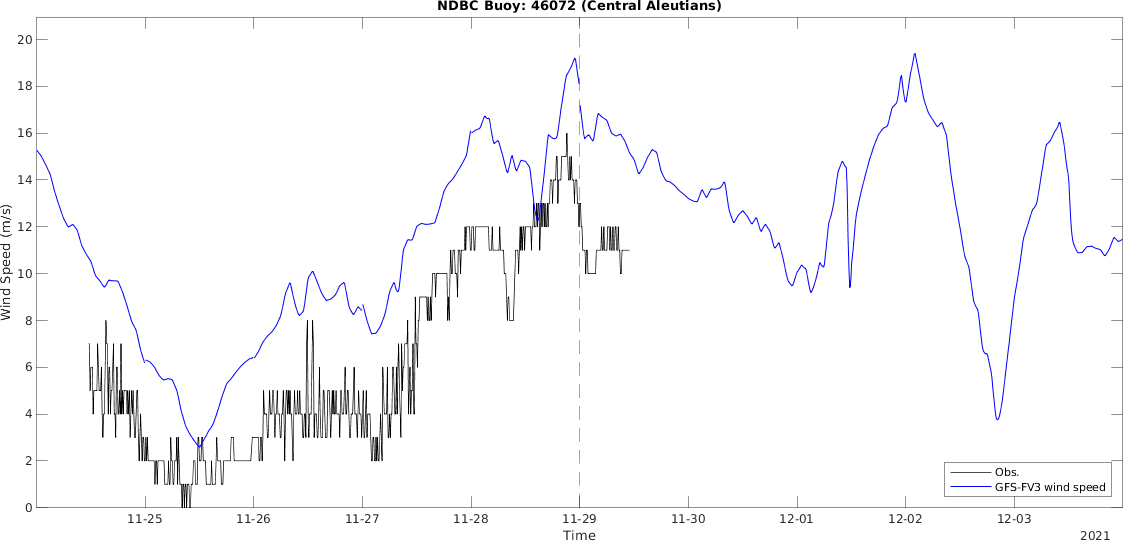 NDBC Buoy: 46072 (Central Aleutians)
20
18
16
14
12
10
8
6
4
2
0
Wind Speed (m/s)
Obs.
GFS-FV3 wind speed
11-25 11-26 11-27 11-28 11-29 11-30 12-01 12-02 12-03
Time
2021